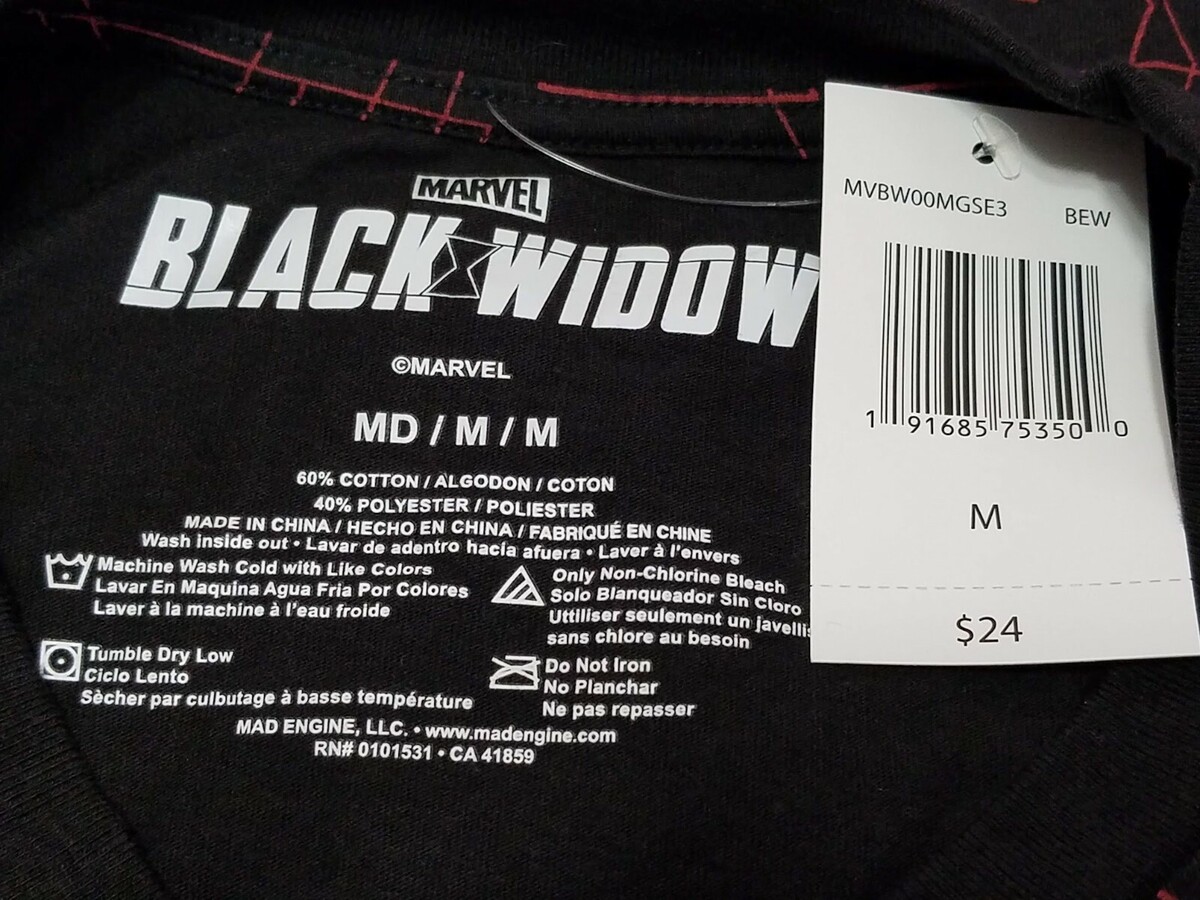 MARVEL
BLACK WIDOW
©MARVEL
MD / M / M
60% COTTON / ALGODON / COTON
40% POLYESTER / POLIESTER
MADE IN CHINA / HECHO EN CHINA / FABRIQUÉ EN CHINE
Wash inside out • Lavar de adentro hacia afuera • Laver à l'envers
Machine Wash Cold with Like Colors
Lavar En Maquina Agua Fria Por Colores
Laver à la machine à l'eau froide
Only Non-Chlorine Bleach
Solo Blanqueador Sin Cloro
Uttiliser seulement un
sans chlore au besoin
Tumble Dry Low
Ciclo Lento
Sècher par culbutage à basse température
Do Not Iron
No Planchar
Ne pas repasser
MAD ENGINE, LLC. • www.madengine.com
RN# 0101531 • CA 41859
MVBW00MGSE3 BEW
1 91685 75350 0
M
$24